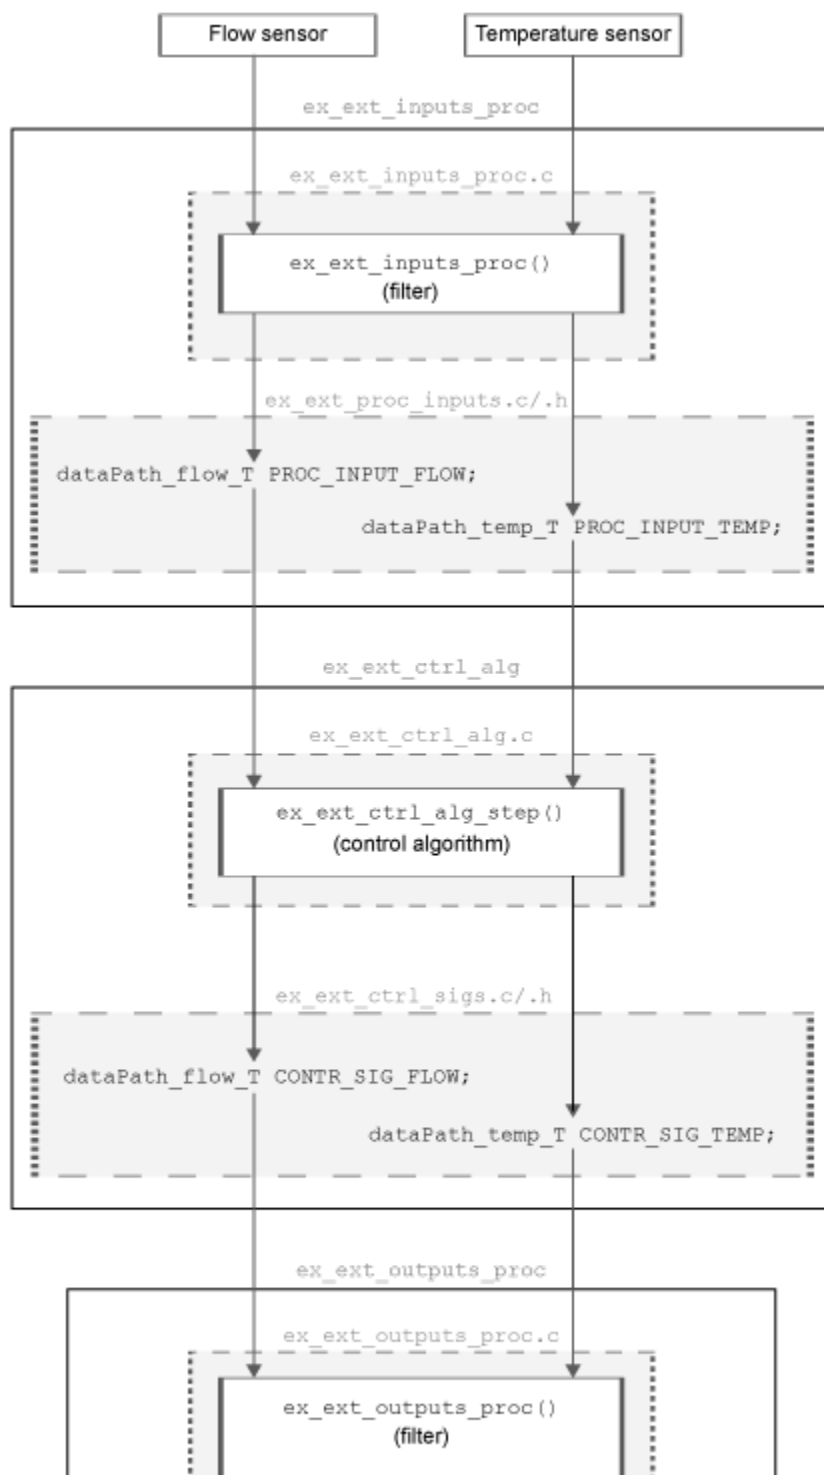 Flow sensor
Temperature sensor
ex_ext_inputs_proc
ex_ext_inputs_proc.c
ex_ext_inputs_proc()
(filter)
ex_ext_proc_inputs.c/.h
dataPath_flow_T PROC_INPUT_FLOW;
dataPath_temp_T PROC_INPUT_TEMP;
ex_ext_ctrl_alg
ex_ext_ctrl_alg.c
ex_ext_ctrl_alg_step()
(control algorithm)
ex_ext_ctrl_sigs.c/.h
dataPath_flow_T CONTR_SIG_FLOW;
dataPath_temp_T CONTR_SIG_TEMP;
ex_ext_outputs_proc
ex_ext_outputs_proc.c
ex_ext_outputs_proc()
(filter)